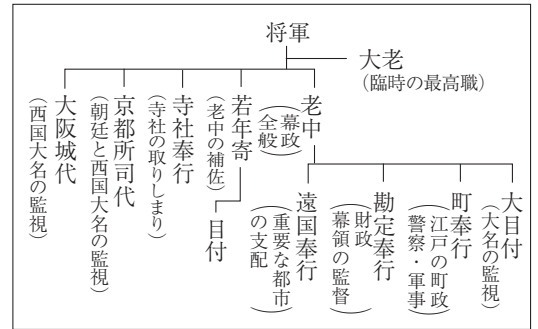 将軍
大老
(臨時の最高職)
老中
(幕政
全般)
大目付
(大名の監視)
町奉行
(江戸の町政
警察・軍事)
勘定奉行
(財政
幕領の監督)
遠国奉行
(重要な都市
の支配)
若年寄
(老中の補佐)
目付
寺社奉行
(寺社の取りしまり)
京都所司代
(朝廷と西国大名の監視)
大阪城代
(西国大名の監視)